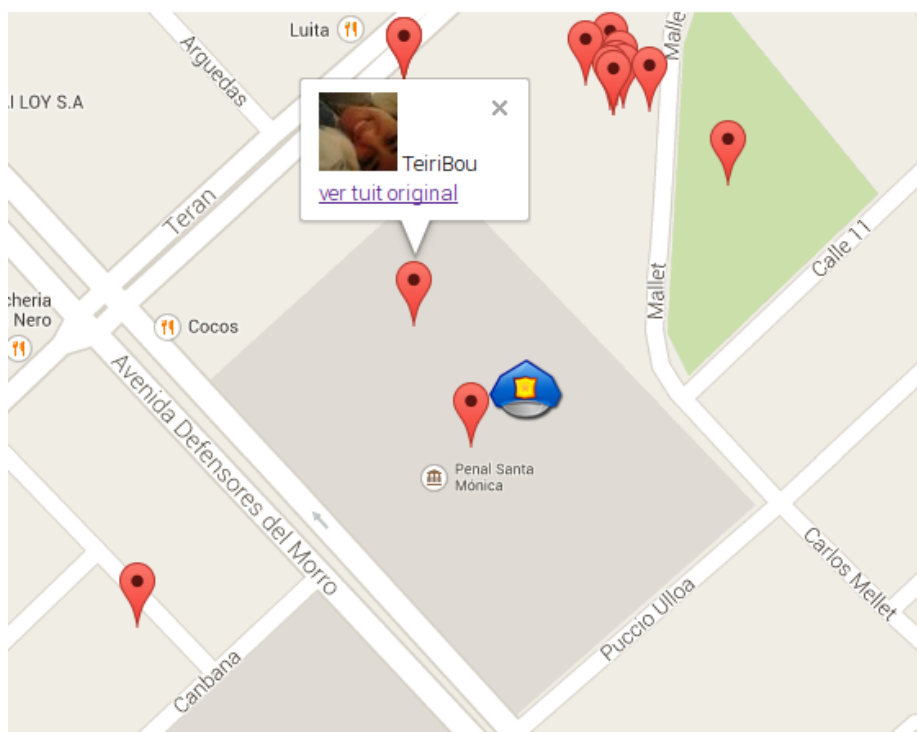 Luita
Arguedas
Malle
I LOY S.A
TeiriBou
ver tuit original
Teran
Calle 11
Mallet
cheria
Nero
Cocos
Avenida Defensores del Morro
Penal Santa
Mónica
Carlos Mellet
Puccio Ulloa
Canbana